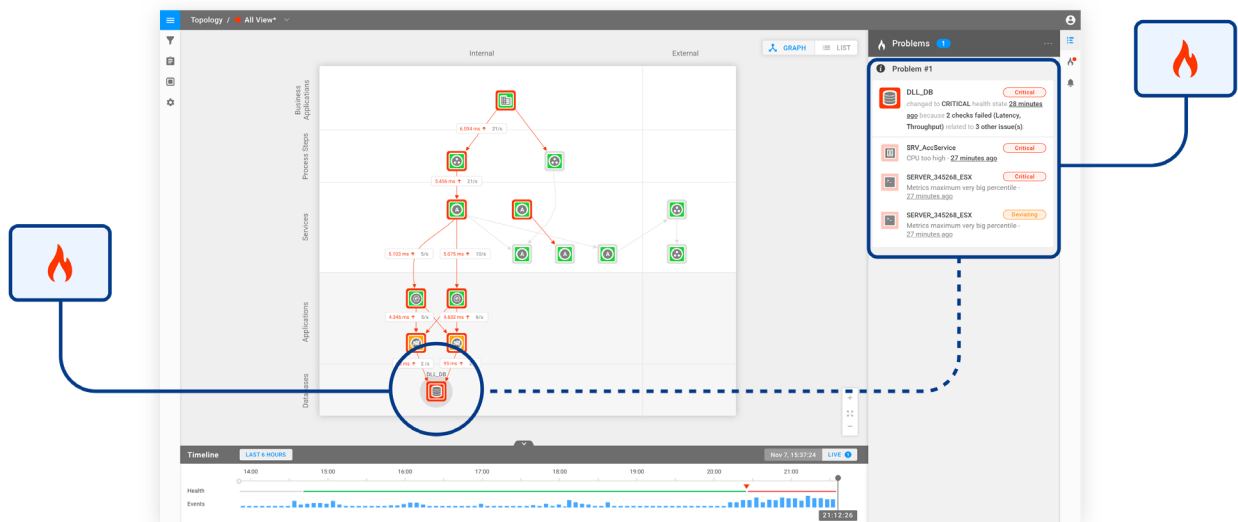 Topology / All View*
GRAPH
LIST
Internal
External
Business
Applications
Process Steps
Services
Applications
Databases
6.094 ms ↑ 21/s
5.466 ms ↑ 21/s
5.103 ms ↑ 5/s
5.075 ms ↑ 10/s
4.346 ms ↑ 5/s
4.632 ms ↑ 6/s
ms ↑ 2/s
99 ms ↑
DLL_DB
Problems 1
Problem #1
DLL_DB
Critical
changed to CRITICAL health state 28 minutes
ago because 2 checks failed (Latency,
Throughput) related to 3 other issue(s)
SRV_AccService
Critical
CPU too high - 27 minutes ago
SERVER_345268_ESX
Critical
Metrics maximum very big percentile -
27 minutes ago
SERVER_345268_ESX
Deviating
Metrics maximum very big percentile -
27 minutes ago
Timeline
LAST 6 HOURS
Nov 7, 15:37:24
LIVE
14:00
15:00
16:00
17:00
18:00
19:00
20:00
21:00
Health
Events
21:12:26